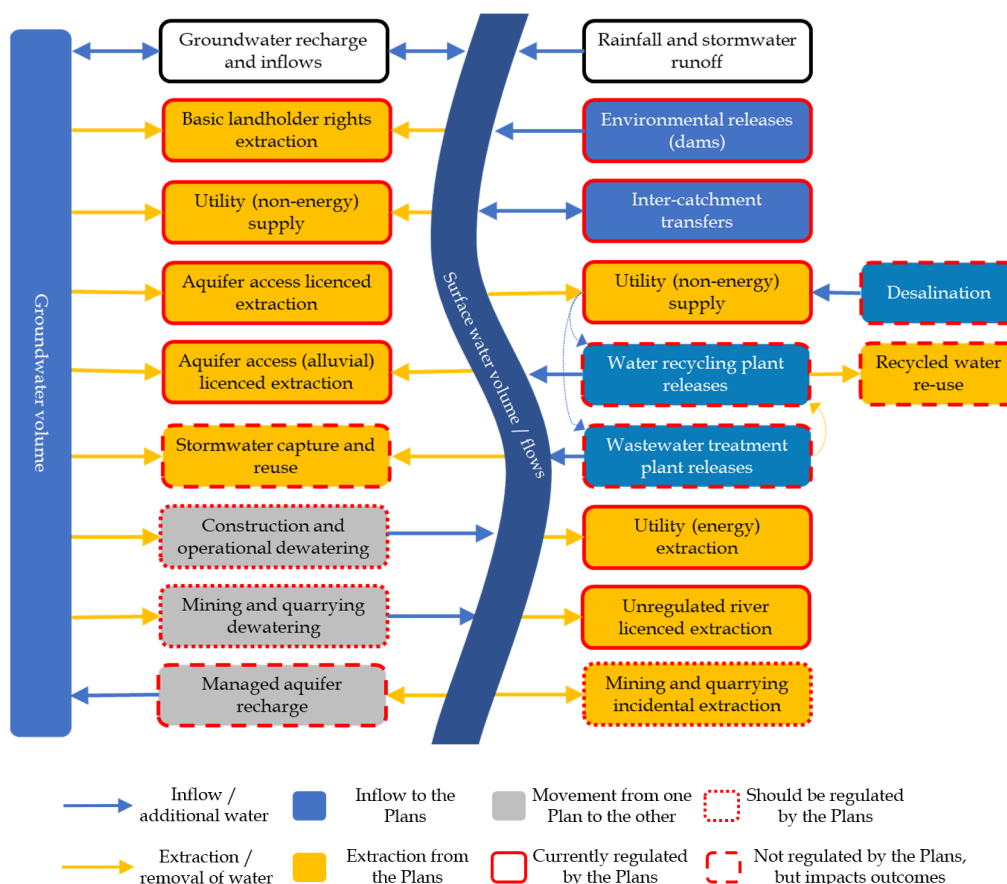 Groundwater volume
Groundwater recharge
and inflows
Rainfall and stormwater
runoff
Basic landholder rights
extraction
Environmental releases
(dams)
Utility (non-energy)
supply
Inter-catchment
transfers
Surface water volume / flows
Aquifer access licenced
extraction
Utility (non-energy)
supply
Desalination
Aquifer access (alluvial)
licenced extraction
Water recycling plant
releases
Recycled water
re-use
Stormwater capture and
reuse
Wastewater treatment
plant releases
Construction and
operational dewatering
Utility (energy)
extraction
Mining and quarrying
dewatering
Unregulated river
licenced extraction
Managed aquifer
recharge
Mining and quarrying
incidental extraction
Inflow /
additional water
Inflow to the
Plans
Movement from one
Plan to the other
Should be regulated
by the Plans
Extraction /
removal of water
Extraction from
the Plans
Currently regulated
by the Plans
Not regulated by the Plans,
but impacts outcomes